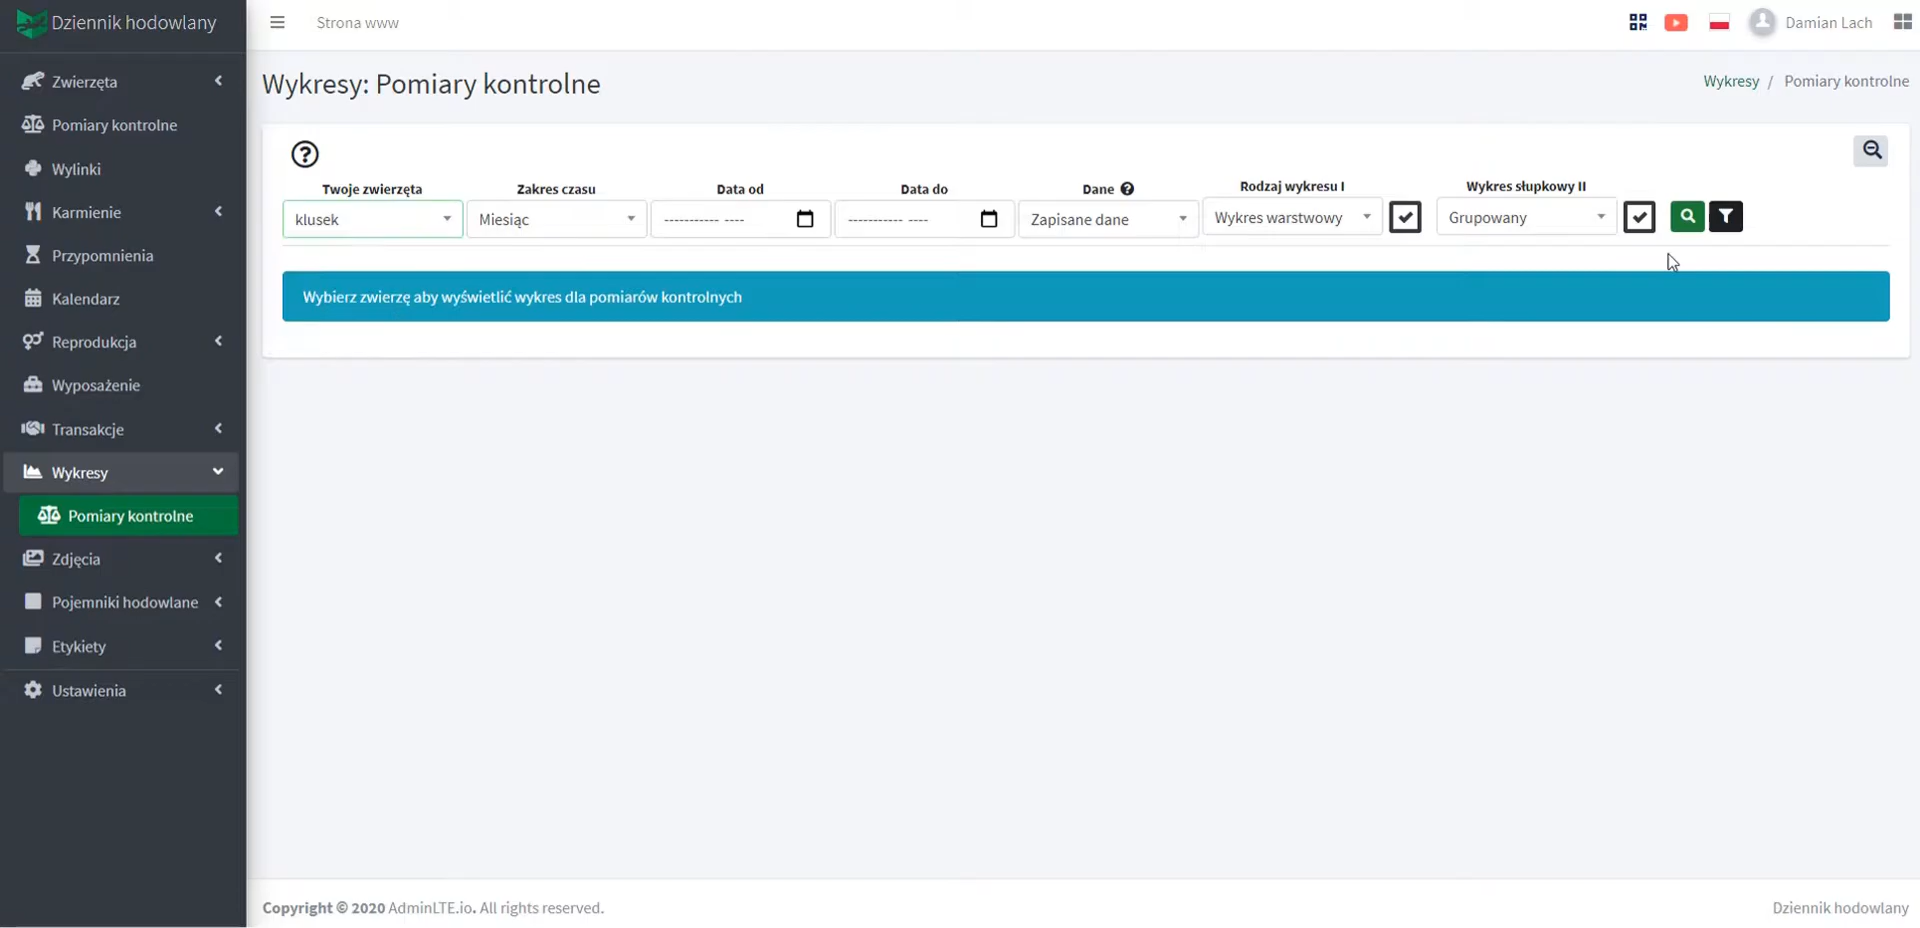 Dziennik hodowlany
Strona www
Damian Lach
Zwierzęta
Pomiary kontrolne
Wylinki
Karmienie
Przypomnienia
Kalendarz
Reprodukcja
Wyposażenie
Transakcje
Wykresy
Pomiary kontrolne
Zdjęcia
Pojemniki hodowlane
Etykiety
Ustawienia
Wykresy: Pomiary kontrolne
Wykresy / Pomiary kontrolne
Twoje zwierzęta
Zakres czasu
Data od
Data do
Dane
Rodzaj wykresu I
Wykres słupkowy II
klusek
Miesiąc
----------- ----
----------- ----
Zapisane dane
Wykres warstwowy
Grupowany
Wybierz zwierzę aby wyświetlić wykres dla pomiarów kontrolnych
Copyright © 2020 AdminLTE.io. All rights reserved.
Dziennik hodowlany